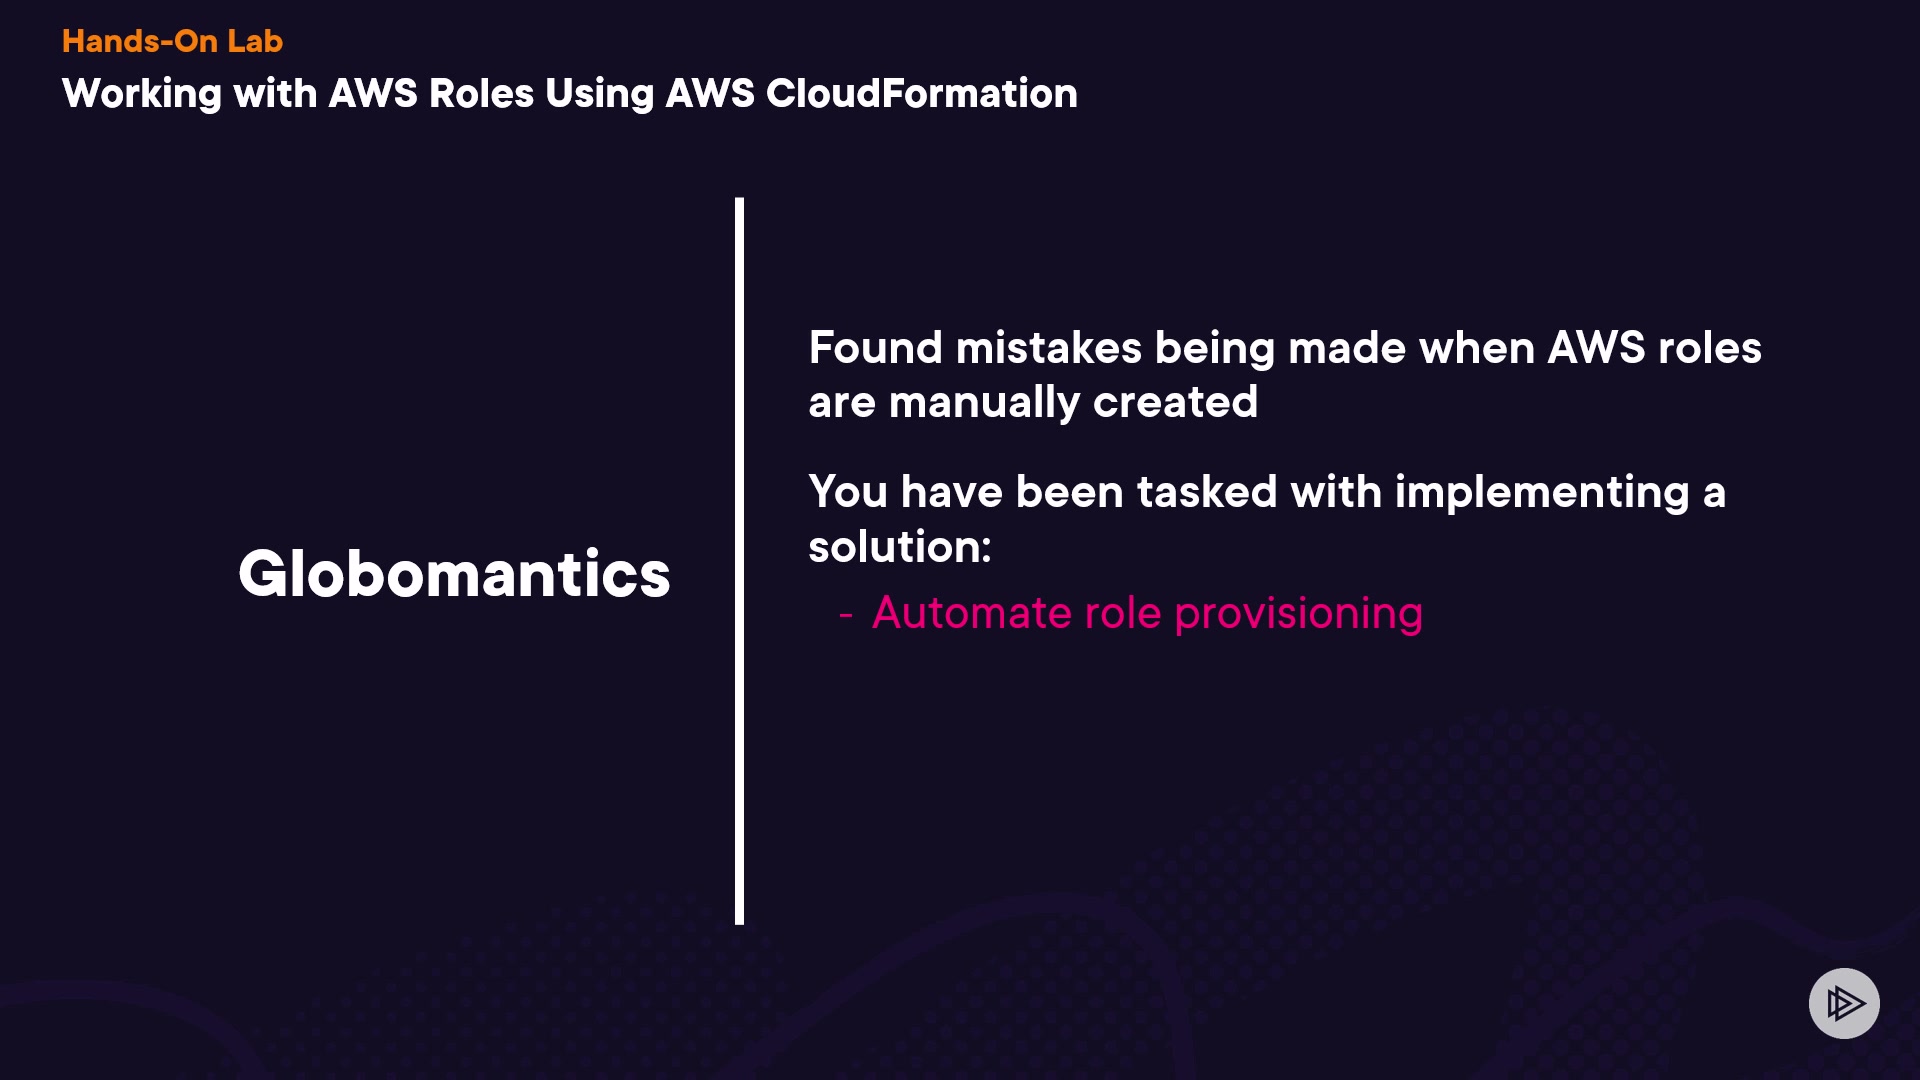 Hands-On Lab
Working with AWS Roles Using AWS CloudFormation
Globomantics
Found mistakes being made when AWS roles
are manually created
You have been tasked with implementing a
solution:
- Automate role provisioning